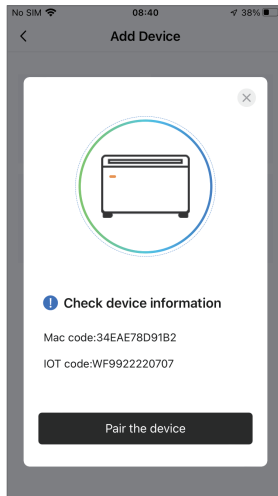 No SIM 08:40 38%
Add Device
Check device information
Mac code:34EAE78D91B2
IOT code:WF9922220707
Pair the device